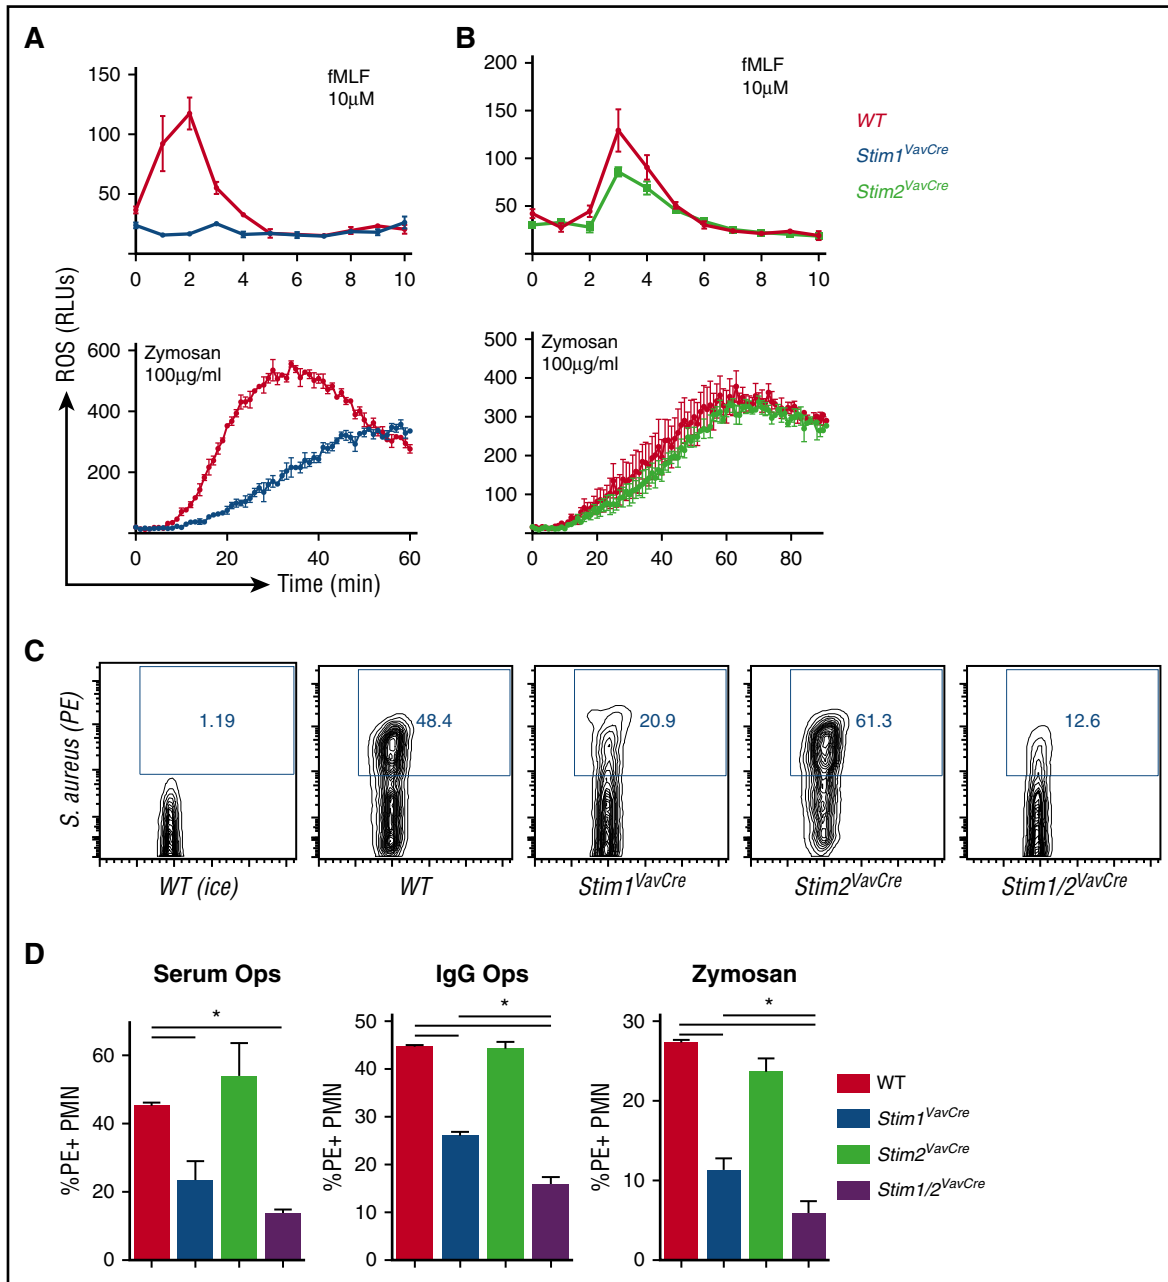 A
B
150
100
50
0 2 4 6 8 10
fMLF
10μM
200
150
100
50
0 2 4 6 8 10
fMLF
10μM
WT
Stim1VavCre
Stim2VavCre
ROS (RLUs)
600
400
200
0 20 40 60
Zymosan
100μg/ml
Time (min)
500
400
300
200
100
0 20 40 60 80
Zymosan
100μg/ml
C
S. aureus (PE)
1.19
48.4
20.9
61.3
12.6
WT (ice)
WT
Stim1VavCre
Stim2VavCre
Stim1/2VavCre
D
Serum Ops
*
%PE+ PMN
60
40
20
0
IgG Ops
*
%PE+ PMN
50
40
30
20
10
0
Zymosan
*
%PE+ PMN
30
20
10
0
WT
Stim1VavCre
Stim2VavCre
Stim1/2VavCre